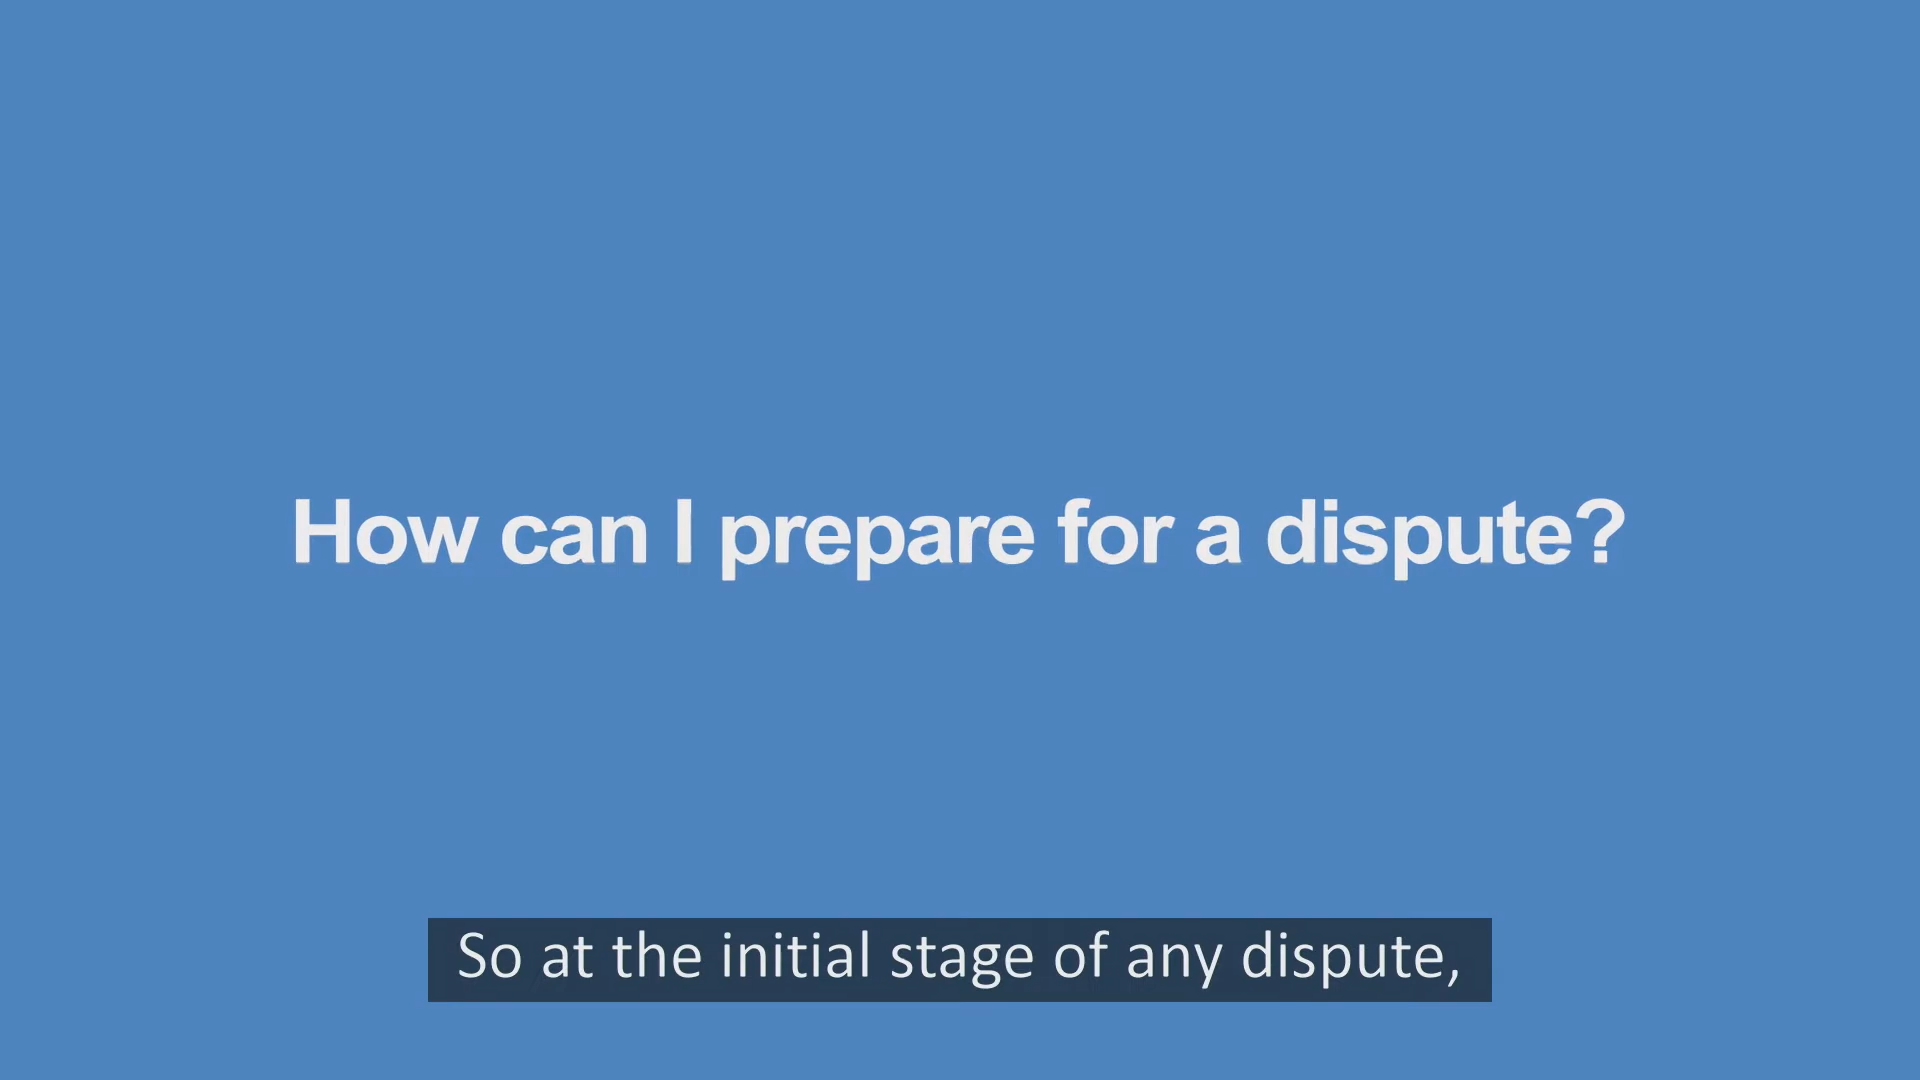 How can I prepare for a dispute?
So at the initial stage of any dispute,